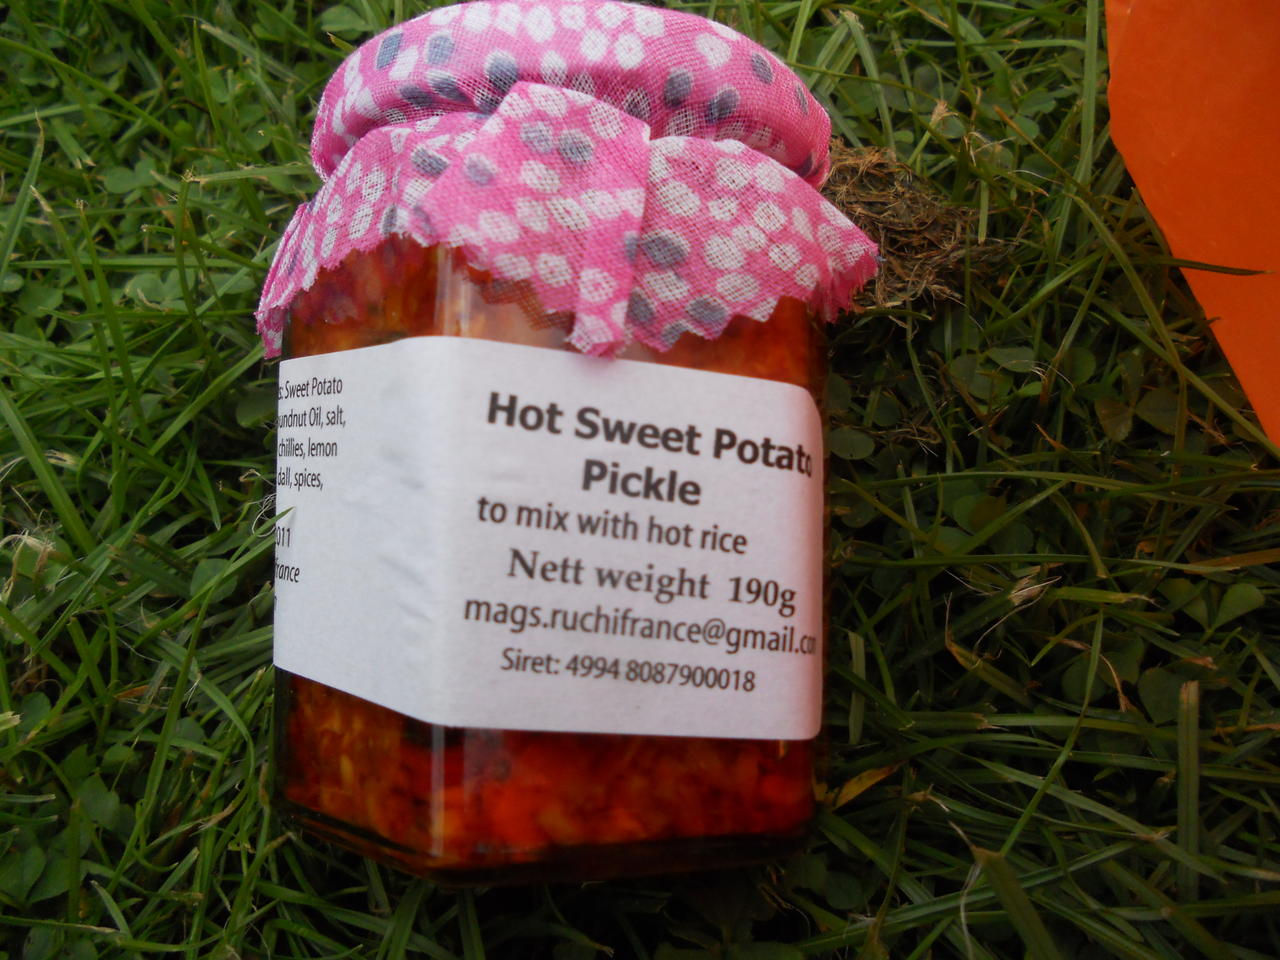 Sweet Potato
Oil, salt,
chillies, lemon
dall, spices,
Hot Sweet Potato
Pickle
to mix with hot rice
Nett weight 190g
mags.ruchifrance@gmail.co
Siret: 4994 8087900018